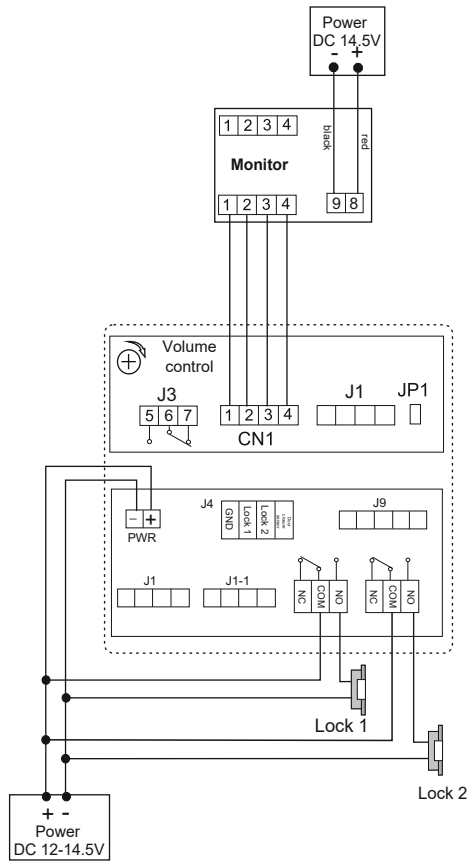 Power
DC 14.5V
- +
black
red
1 2 3 4
Monitor
1 2 3 4
9 8
Volume
control
J3
5 6 7
1 2 3 4
CN1
J1
JP1
- +
PWR
J4
GND
Lock 1
Lock 2
J9
J1
J1-1
NC
COM
NO
NC
COM
NO
Lock 1
Lock 2
+ -
Power
DC 12-14.5V